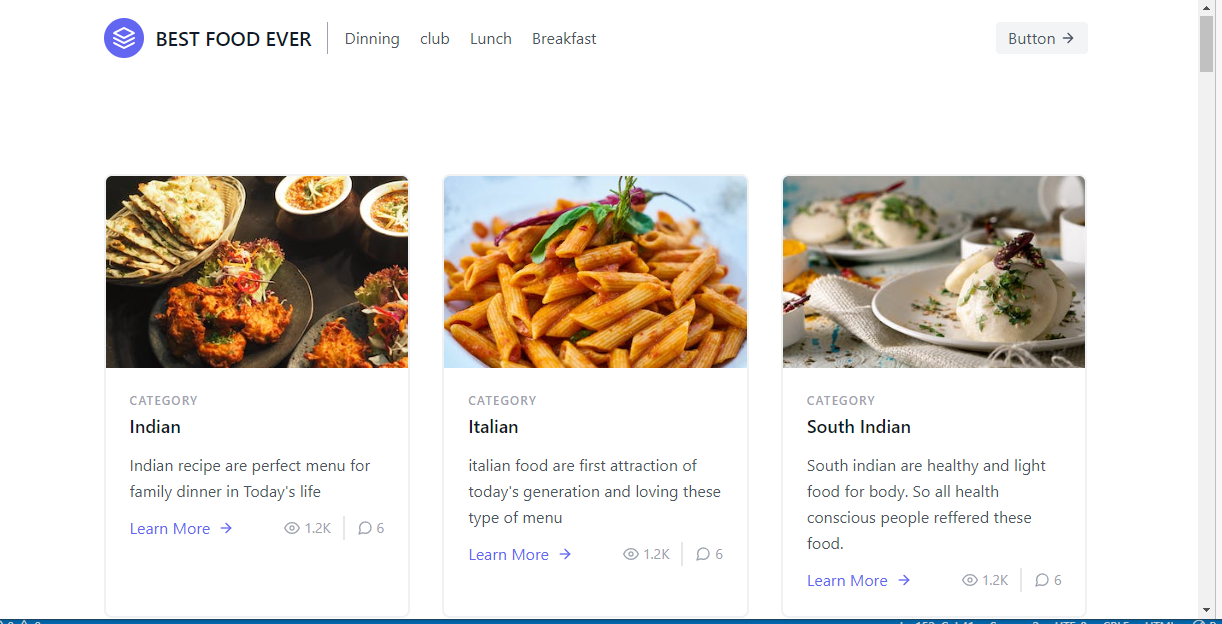 BEST FOOD EVER
Dinning club Lunch Breakfast
Button →
CATEGORY
Indian
Indian recipe are perfect menu for
family dinner in Today's life
Learn More → 1.2K 6
CATEGORY
Italian
italian food are first attraction of
today's generation and loving these
type of menu
Learn More → 1.2K 6
CATEGORY
South Indian
South indian are healthy and light
food for body. So all health
conscious people reffered these
food.
Learn More → 1.2K 6